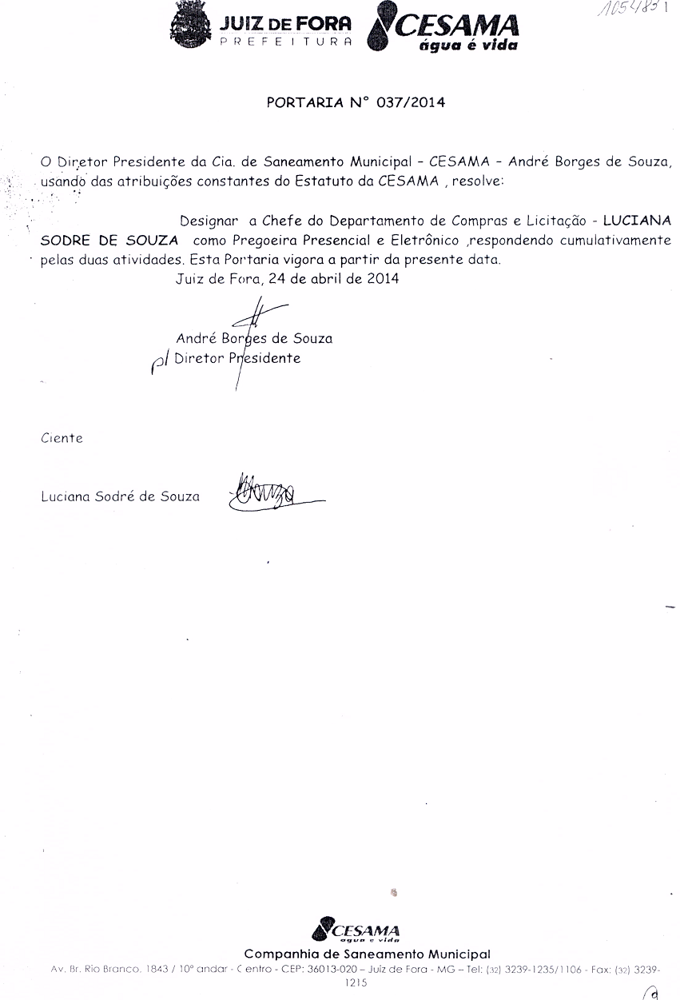 JUIZ DE FORA
PREFEITURA
CESAMA
água é vida
PORTARIA N° 037/2014
O Diretor Presidente da Cia. de Saneamento Municipal - CESAMA - André Borges de Souza,
usando das atribuições constantes do Estatuto da CESAMA , resolve:
Designar a Chefe do Departamento de Compras e Licitação - LUCIANA
SODRE DE SOUZA como Pregoeira Presencial e Eletrônico ,respondendo cumulativamente
pelas duas atividades. Esta Portaria vigora a partir da presente data.
Juiz de Fora, 24 de abril de 2014
André Borges de Souza
p/ Diretor Presidente
Ciente
Luciana Sodré de Souza
CESAMA
água é vida
Companhia de Saneamento Municipal
Av. Br. Rio Branco, 1843 / 10º andar - Centro - CEP: 36013-020 – Juiz de Fora - MG – Tel: (32) 3239-1235/1106 - Fax: (32) 3239-
1215